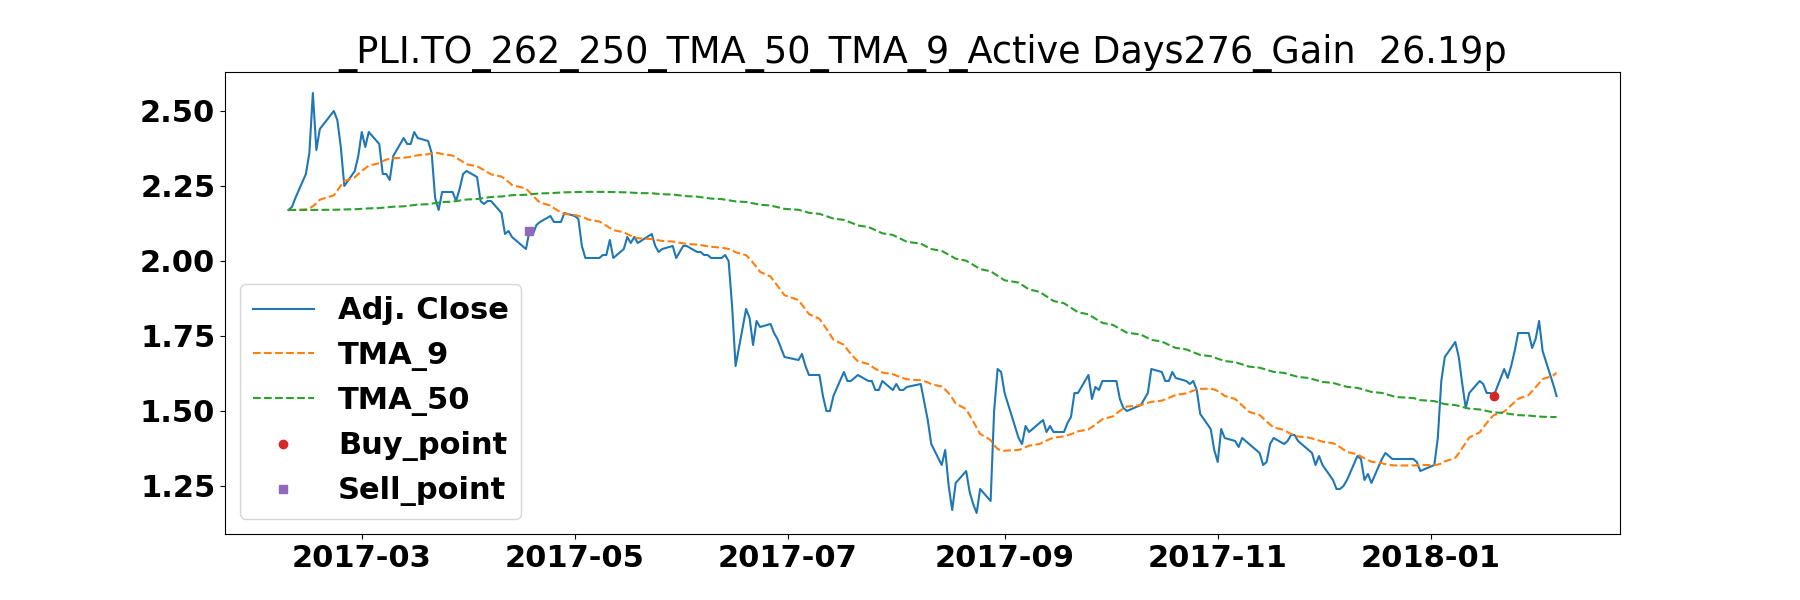 _PLI.TO_262_250_TMA_50_TMA_9_Active Days276_Gain  26.19p
2.50
2.25
2.00
1.75
1.50
1.25
Adj. Close
TMA_9
TMA_50
Buy_point
Sell_point
2017-03
2017-05
2017-07
2017-09
2017-11
2018-01